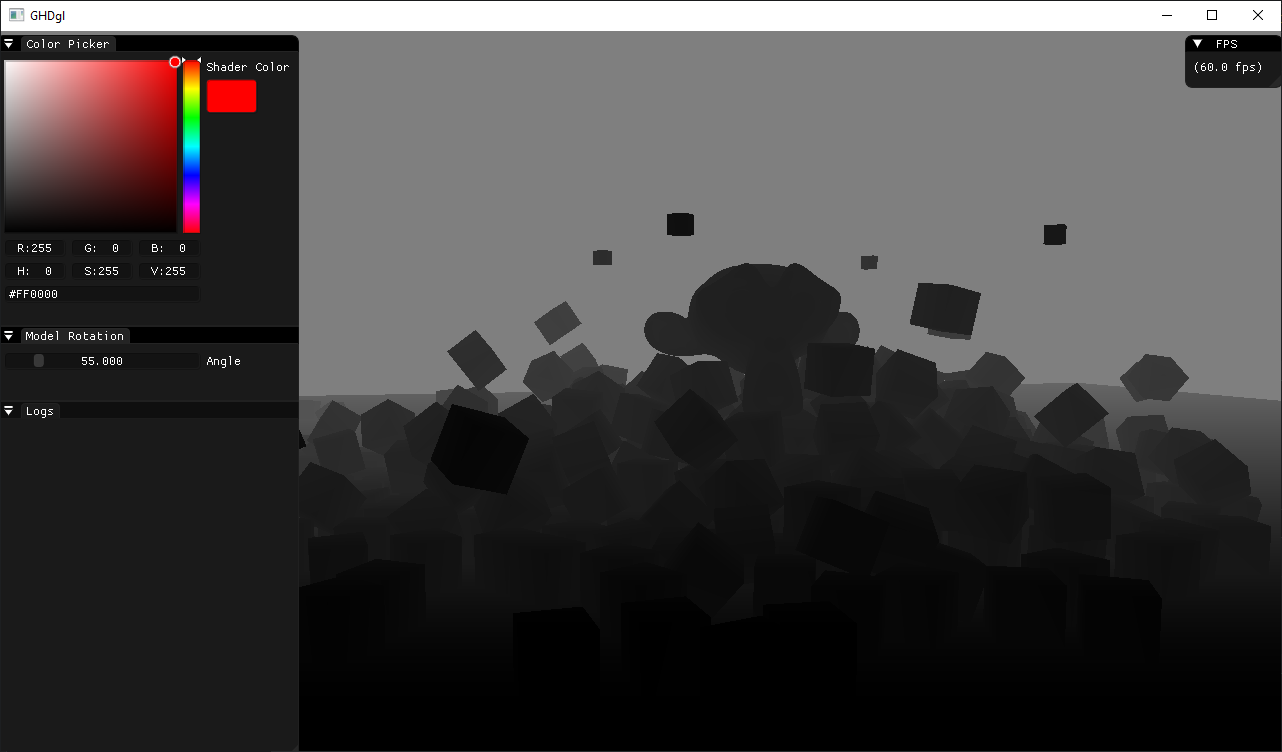 GHDgl
Color Picker
Shader Color
R:255 G: 0 B: 0
H: 0 S:255 V:255
#FF0000
Model Rotation
55.000 Angle
Logs
FPS
(60.0 fps)